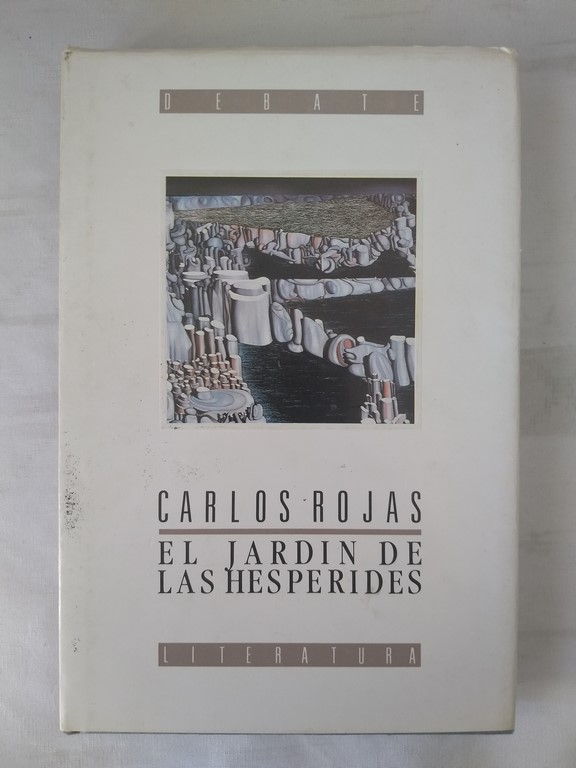 DEBATE
CARLOS ROJAS
EL JARDIN DE
LAS HESPERIDES
LITERATURA